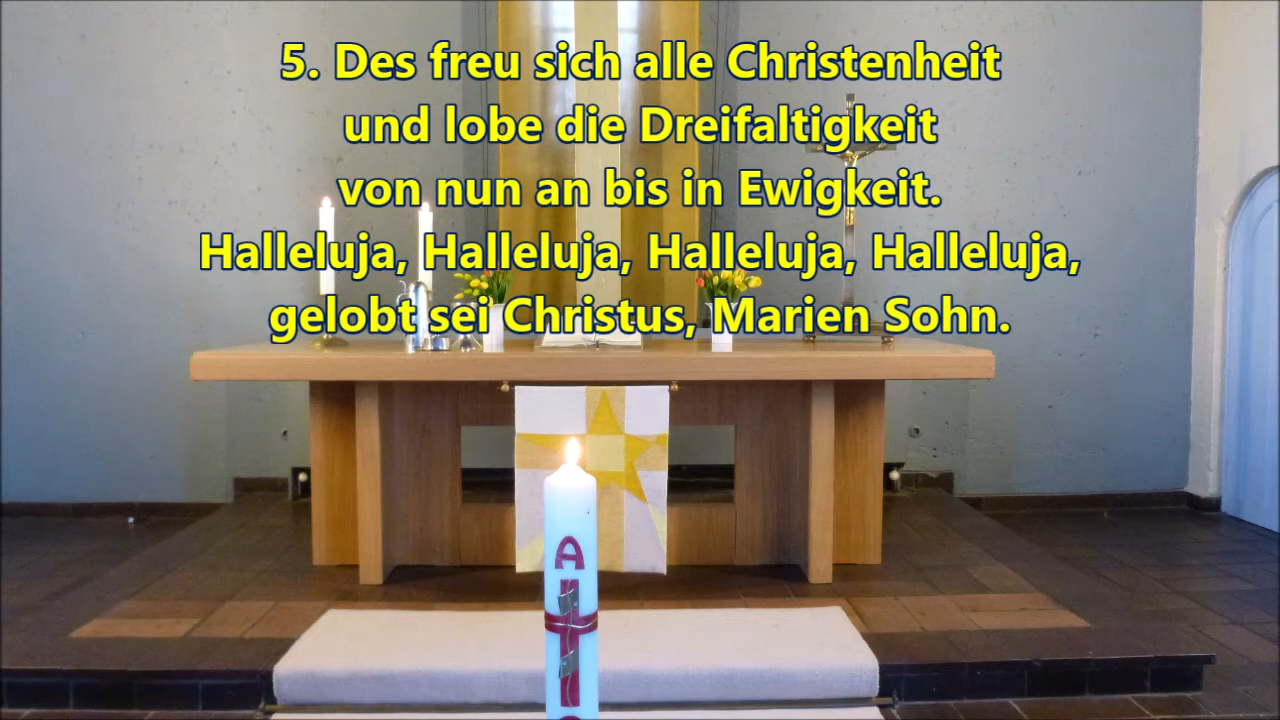 5. Des freu sich alle Christenheit
und lobe die Dreifaltigkeit
von nun an bis in Ewigkeit.
Halleluja, Halleluja, Halleluja, Halleluja,
gelobt sei Christus, Marien Sohn.
A